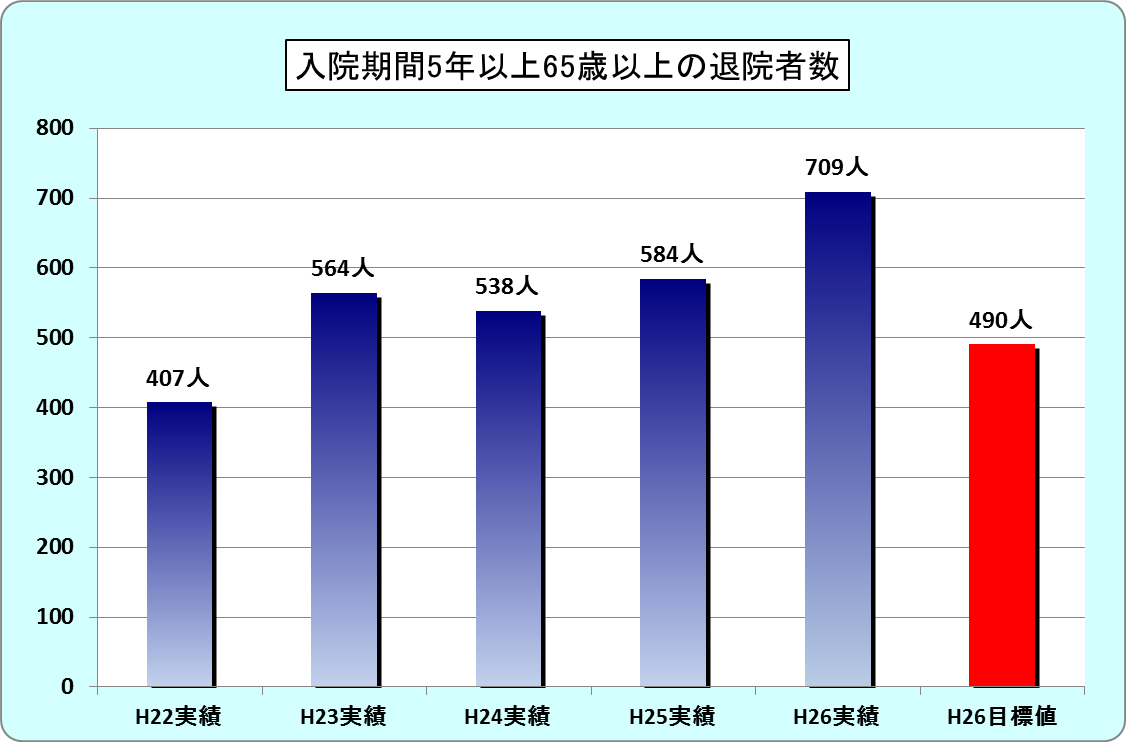 入院期間5年以上65歳以上の退院者数
800
700
600
500
400
300
200
100
0
407人
564人
538人
584人
709人
490人
H22実績
H23実績
H24実績
H25実績
H26実績
H26目標値